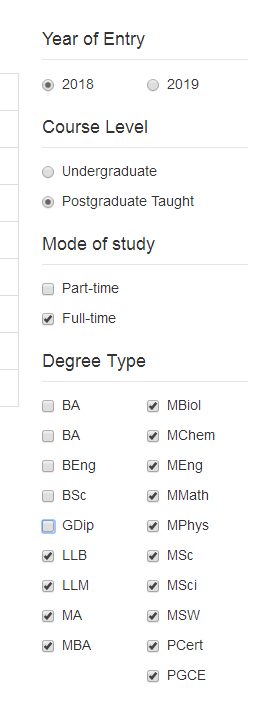 Year of Entry
2018 2019
Course Level
Undergraduate
Postgraduate Taught
Mode of study
Part-time
Full-time
Degree Type
BA MBiol
BA MChem
BEng MEng
BSc MMath
GDip MPhys
LLB MSc
LLM MSci
MA MSW
MBA PCert
PGCE